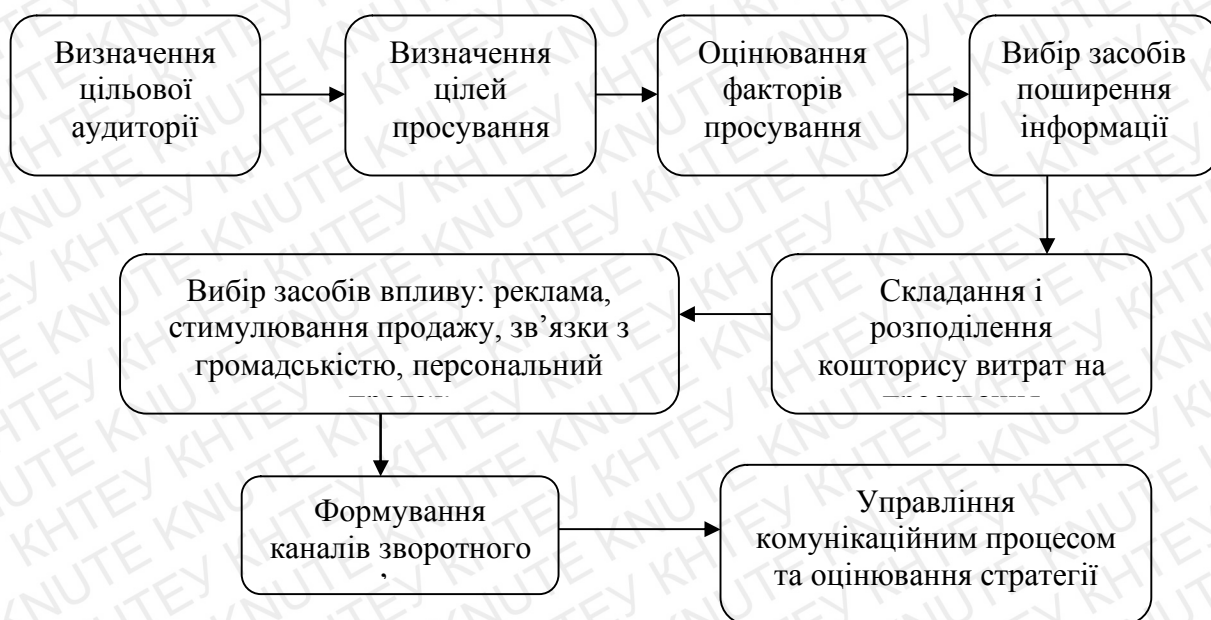 Визначення
цільової
аудиторії
Визначення
цілей
просування
Оцінювання
факторів
просування
Вибір засобів
поширення
інформації
Складання і
розподілення
кошторису витрат на
Вибір засобів впливу: реклама,
стимулювання продажу, зв’язки з
громадськістю, персональний
Формування
каналів зворотного
Управління
комунікаційним процесом
та оцінювання стратегії